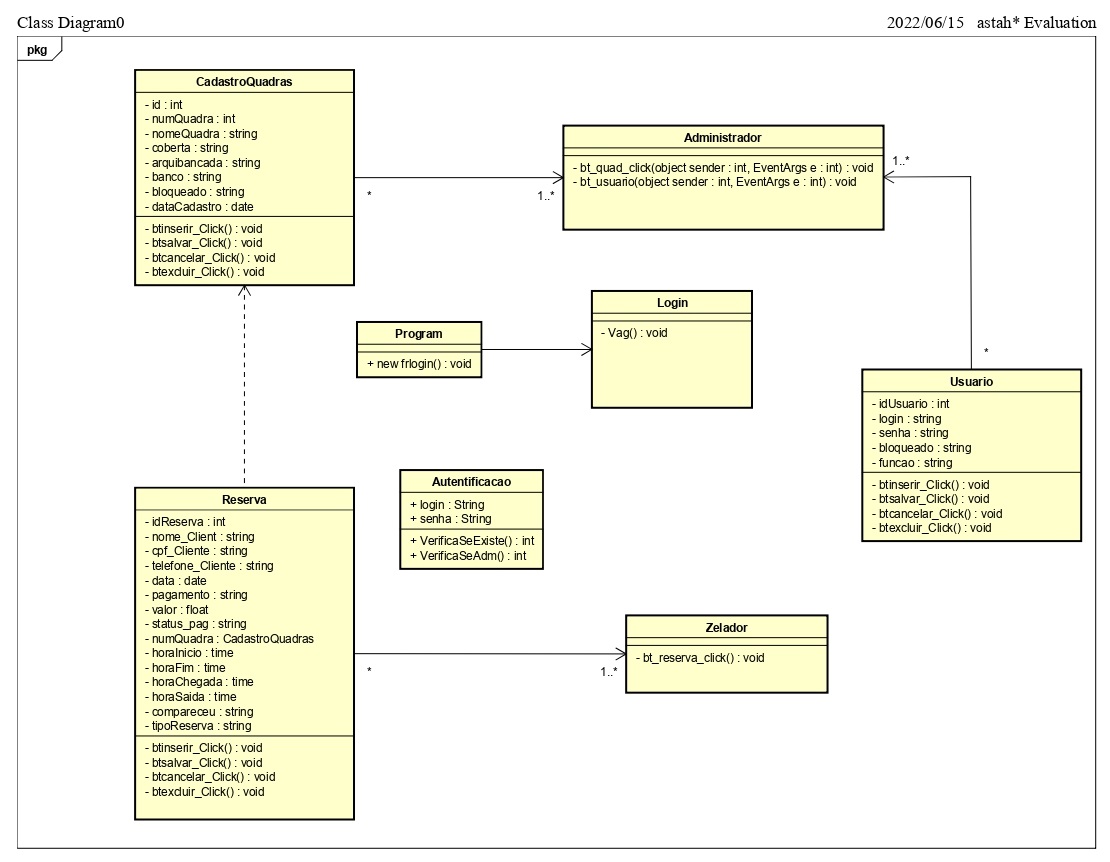 Class Diagram0
2022/06/15 astah* Evaluation
pkg
CadastroQuadras
- id : int
- numQuadra : int
- nomeQuadra : string
- coberta : string
- arquibancada : string
- banco : string
- bloqueado : string
- dataCadastro : date
- btinserir_Click() : void
- btsalvar_Click() : void
- btcancelar_Click() : void
- btexcluir_Click() : void
*
1..*
Administrador
- bt_quad_click(object sender : int, EventArgs e : int) : void
- bt_usuario(object sender : int, EventArgs e : int) : void
1..*
*
Program
+ new frlogin() : void
Login
- Vag() : void
Usuario
- idUsuario : int
- login : string
- senha : string
- bloqueado : string
- funcao : string
- btinserir_Click() : void
- btsalvar_Click() : void
- btcancelar_Click() : void
- btexcluir_Click() : void
Autentificacao
+ login : String
+ senha : String
+ VerificaSeExiste() : int
+ VerificaSeAdm() : int
Reserva
- idReserva : int
- nome_Client : string
- cpf_Cliente : string
- telefone_Cliente : string
- data : date
- pagamento : string
- valor : float
- status_pag : string
- numQuadra : CadastroQuadras
- horaInicio : time
- horaFim : time
- horaChegada : time
- horaSaida : time
- compareceu : string
- tipoReserva : string
- btinserir_Click() : void
- btsalvar_Click() : void
- btcancelar_Click() : void
- btexcluir_Click() : void
*
1..*
Zelador
- bt_reserva_click() : void